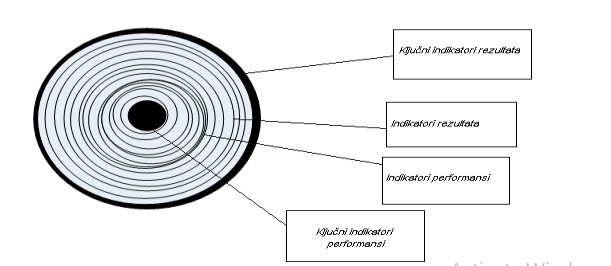 Ključni indikatori rezultata
Indikatori rezultata
Indikatori performansi
Ključni indikatori
performansi